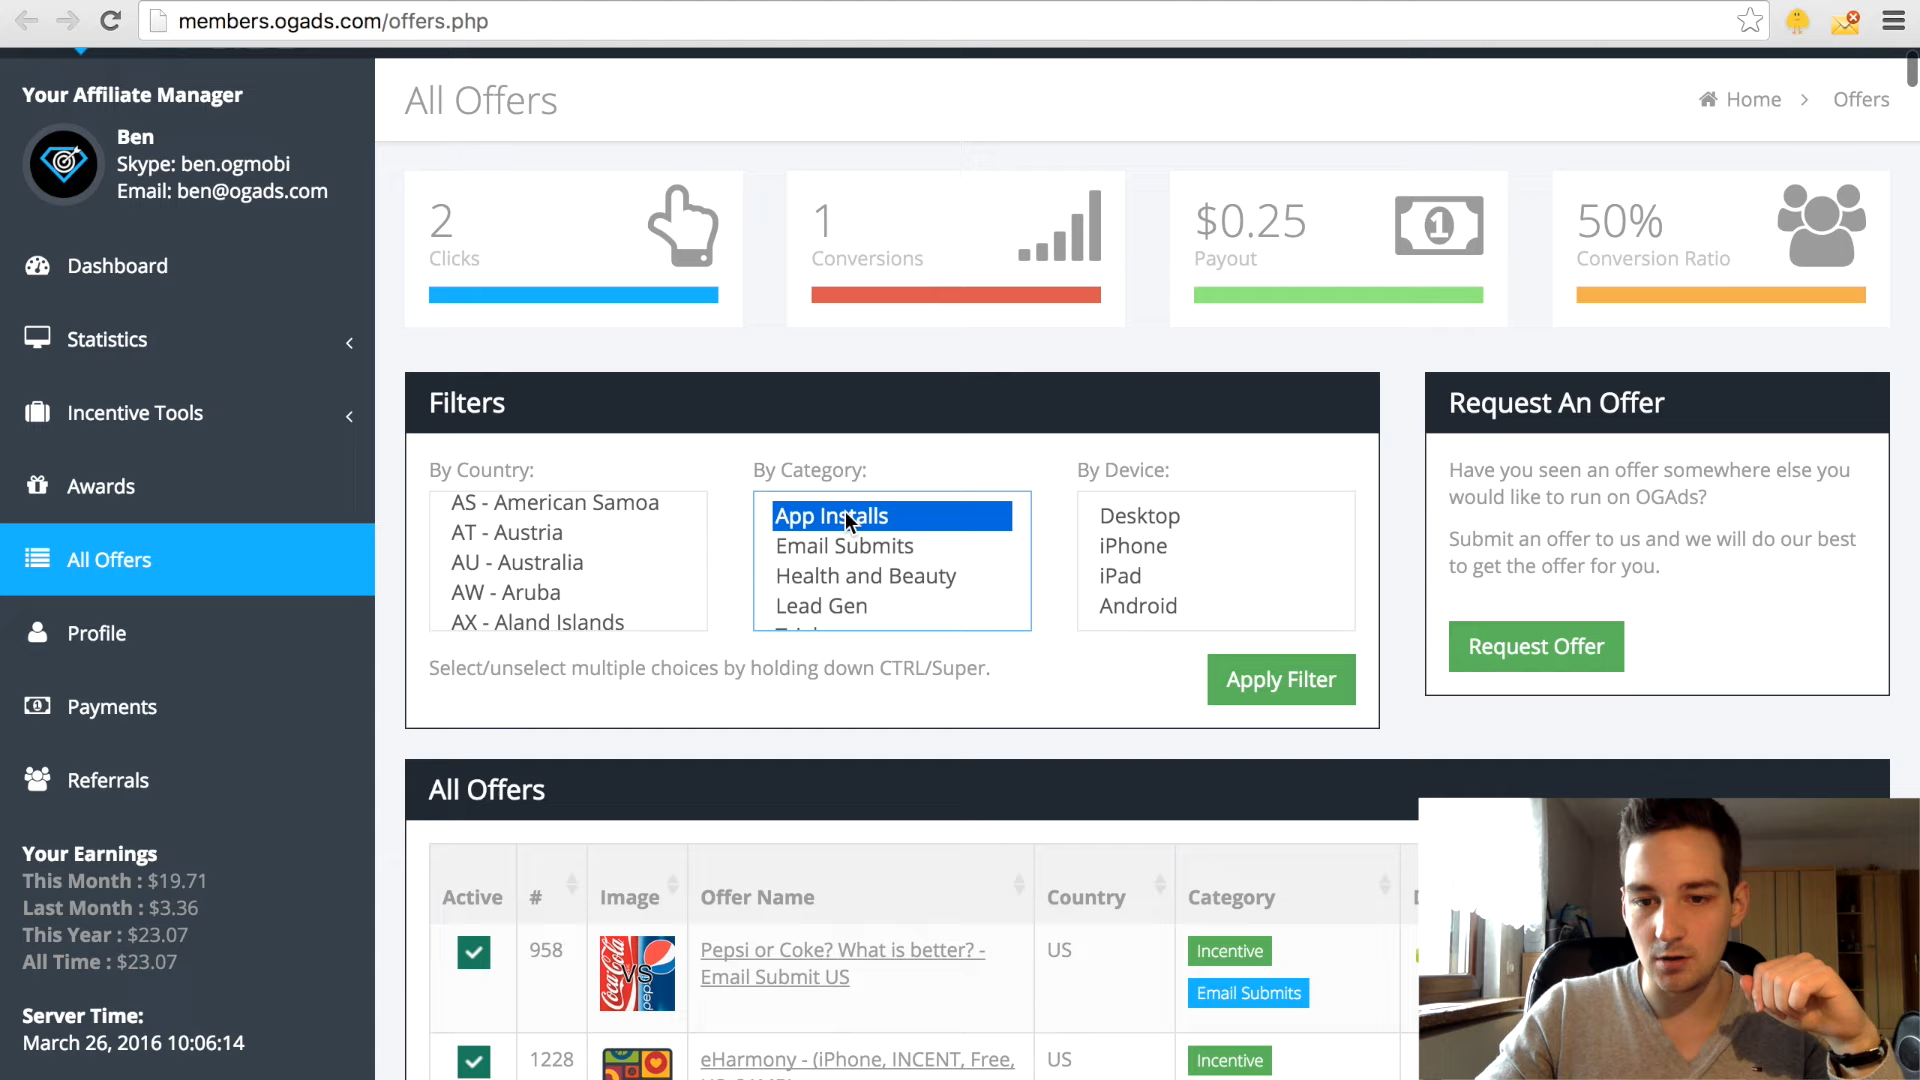 members.ogads.com/offers.php
Your Affiliate Manager
Ben
Skype: ben.ogmobi
Email: ben@ogads.com
Dashboard
Statistics
Incentive Tools
Awards
All Offers
Profile
Payments
Referrals
Your Earnings
This Month : $19.71
Last Month : $3.36
This Year : $23.07
All Time : $23.07
Server Time:
March 26, 2016 10:06:14
All Offers
Home
Offers
2
Clicks
1
Conversions
$0.25
Payout
1
50%
Conversion Ratio
Filters
By Country:
AS - American Samoa
AT - Austria
AU - Australia
AW - Aruba
AX - Aland Islands
By Category:
App Installs
Email Submits
Health and Beauty
Lead Gen
By Device:
Desktop
iPhone
iPad
Android
Select/unselect multiple choices by holding down CTRL/Super.
Apply Filter
Request An Offer
Have you seen an offer somewhere else you
would like to run on OGAds?
Submit an offer to us and we will do our best
to get the offer for you.
Request Offer
All Offers
Active
#
Image
Offer Name
Country
Category
958
Coca-Cola
VS
pepsi
Pepsi or Coke? What is better? -
Email Submit US
US
Incentive
Email Submits
1228
eHarmony - (iPhone, INCENT, Free,
US
Incentive